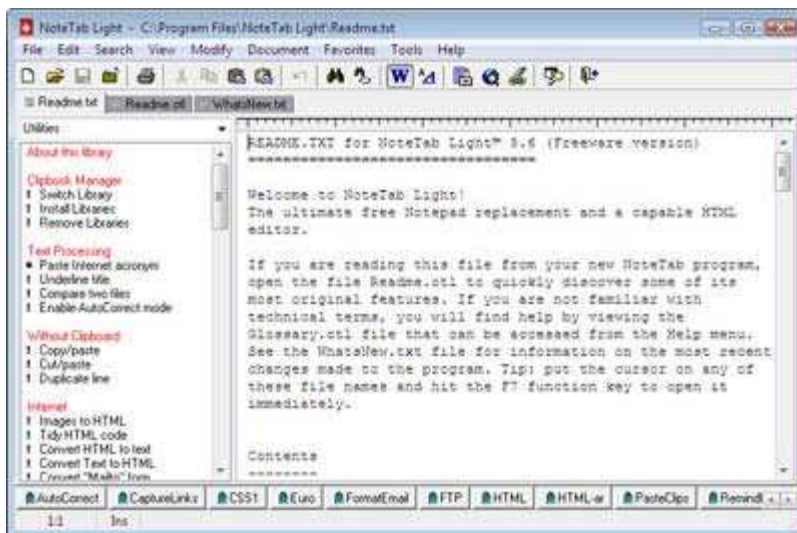 NoteTab Light - C:\Program Files\NoteTab Light\Readme.txt
File Edit Search View Modify Document Favorites Tools Help
Readme.txt Readme.otl WhatsNew.txt
Utilities
About this library
Clipbook Manager
Switch Library
Install Libraries
Remove Libraries
Text Processing
Paste Internet acronym
Underline title
Compare two files
Enable AutoCorrect mode
Without Clipboard
Copy/paste
Cut/paste
Duplicate line
Internet
Images to HTML
Tidy HTML code
Convert HTML to text
Convert Text to HTML
Convert "Mailto" form
README.TXT for NoteTab Light™ 5.6 (Freeware version)
==================================
Welcome to NoteTab Light!
The ultimate free Notepad replacement and a capable HTML
editor.
If you are reading this file from your new NoteTab program,
open the file Readme.otl to quickly discover some of its
most original features. If you are not familiar with
technical terms, you will find help by viewing the
Glossary.otl file that can be accessed from the Help menu.
See the WhatsNew.txt file for information on the most recent
changes made to the program. Tip: put the cursor on any of
these file names and hit the F7 function key to open it
immediately.
Contents
--------
AutoCorrect CaptureLinks CSS1 Euro FormatEmail FTP HTML HTML-ar PasteClips Remindl
1:1 Ins